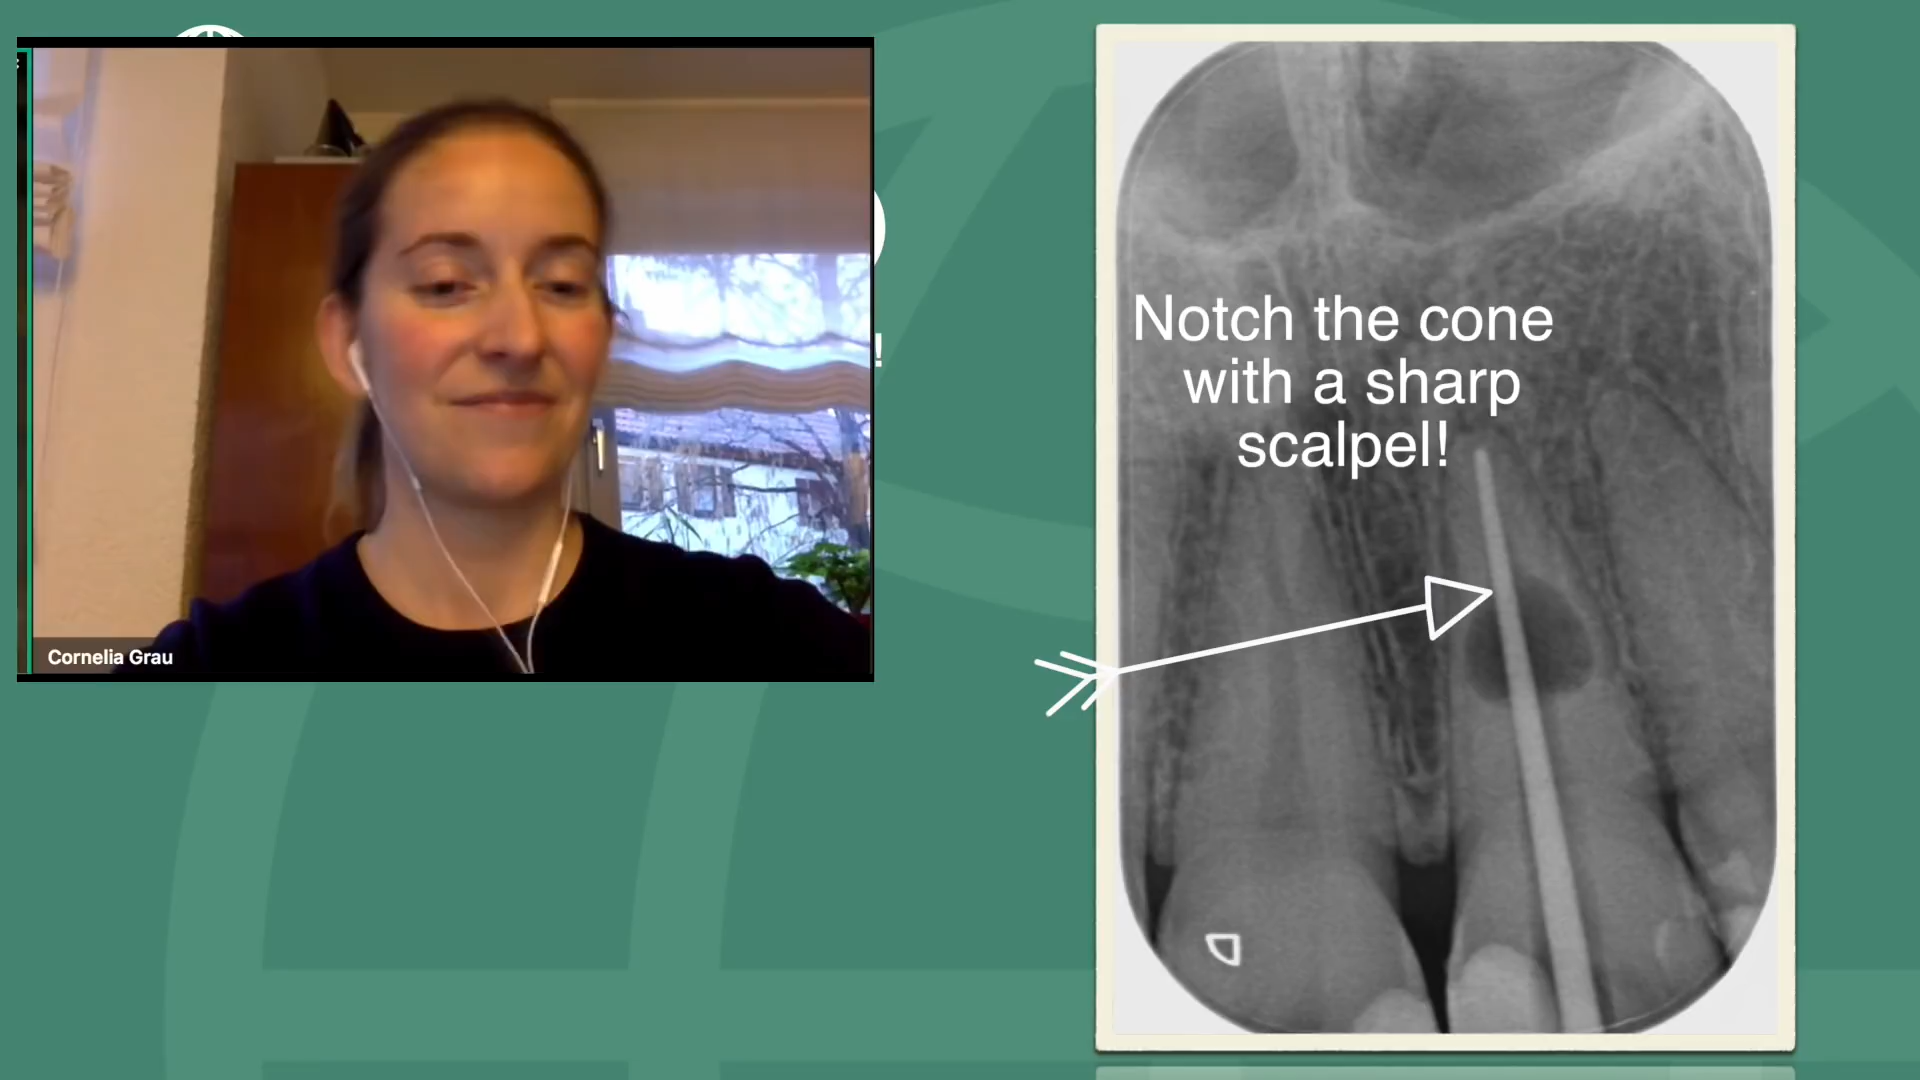 Cornelia Grau
!
Notch the cone
with a sharp
scalpel!